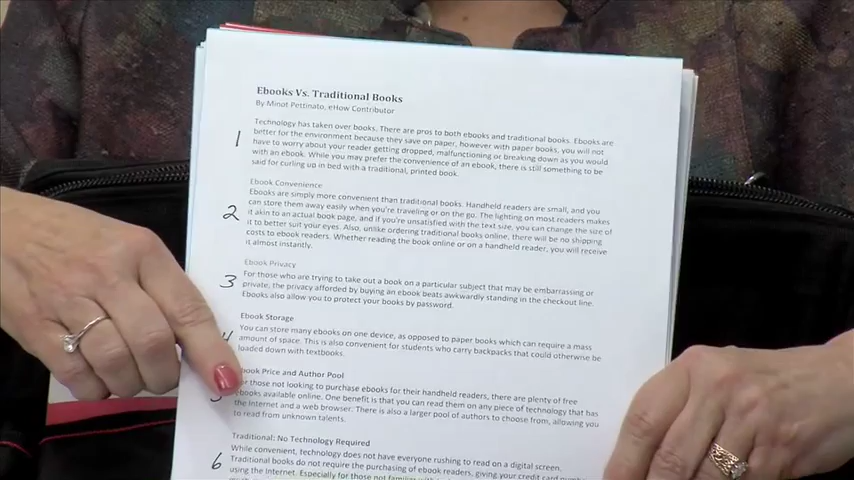 Ebooks Vs. Traditional Books
By Minot Pettinato, eHow Contributor
1
Technology has taken over books. There are pros to both ebooks and traditional books. Ebooks are
better for the environment because they save on paper, however with paper books, you will not
have to worry about your reader getting dropped, malfunctioning or breaking down as you would
with an ebook. While you may prefer the convenience of an ebook, there is still something to be
said for curling up in bed with a traditional, printed book.
Ebook Convenience
2
Ebooks are simply more convenient than traditional books. Handheld readers are small, and you
can store them away easily when you're traveling or on the go. The lighting on most readers makes
it akin to an actual book page, and if you're unsatisfied with the text size, you can change the size of
it to better suit your eyes. Also, unlike ordering traditional books online, there will be no shipping
costs to ebook readers. Whether reading the book online or on a handheld reader, you will receive
it almost instantly.
Ebook Privacy
3
For those who are trying to take out a book on a particular subject that may be embarrassing or
private, the privacy afforded by buying an ebook beats awkwardly standing in the checkout line.
Ebooks also allow you to protect your books by password.
Ebook Storage
4
You can store many ebooks on one device, as opposed to paper books which can require a mass
amount of space. This is also convenient for students who carry backpacks that could otherwise be
loaded down with textbooks.
book Price and Author Pool
5
or those not looking to purchase ebooks for their handheld readers, there are plenty of free
available online. One benefit is that you can read them on any piece of technology that has
the Internet and a web browser. There is also a larger pool of authors to choose from, allowing you
to read from unknown authors.
Traditional: No Technology Required
6
While convenient, technology does not have everyone rushing to read on a digital screen.
Traditional books do not require the purchasing of ebook readers, giving your credit card
using the Internet. Especially for those not